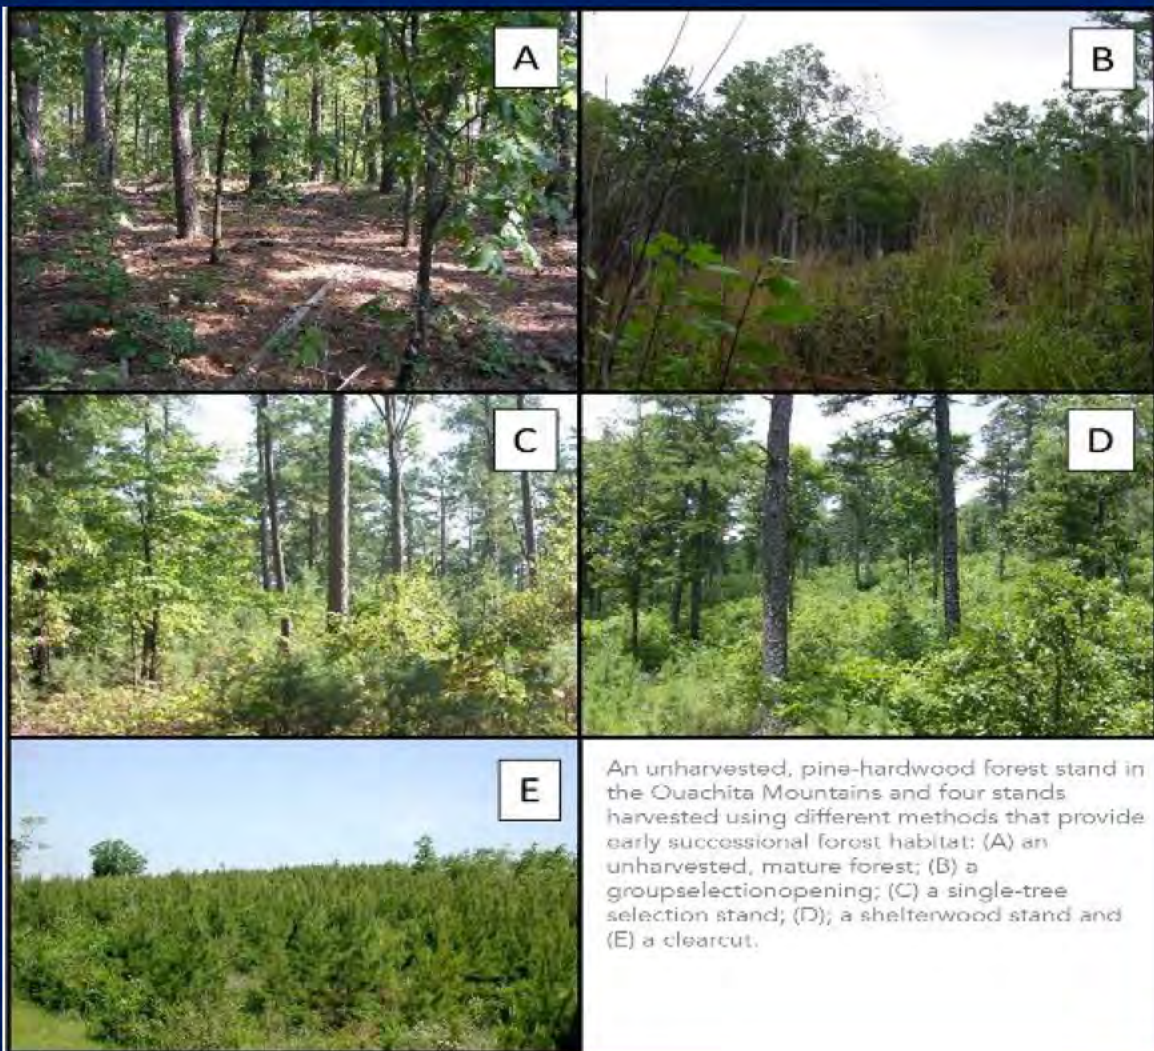 A
B
C
D
E
An unharvested, pine-hardwood forest stand in
the Ouachita Mountains and four stands
harvested using different methods that provide
early successional forest habitat: (A) an
unharvested, mature forest; (B) a
groupselectionopening; (C) a single-tree
selection stand; (D); a shelterwood stand and
(E) a clearcut.